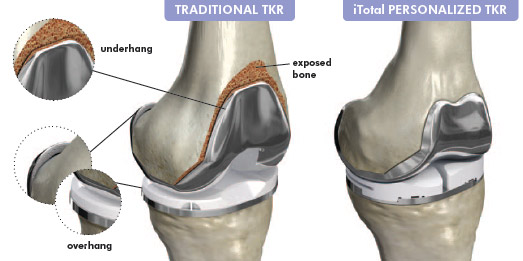 TRADITIONAL TKR
iTotal PERSONALIZED TKR
underhang
exposed
bone
overhang